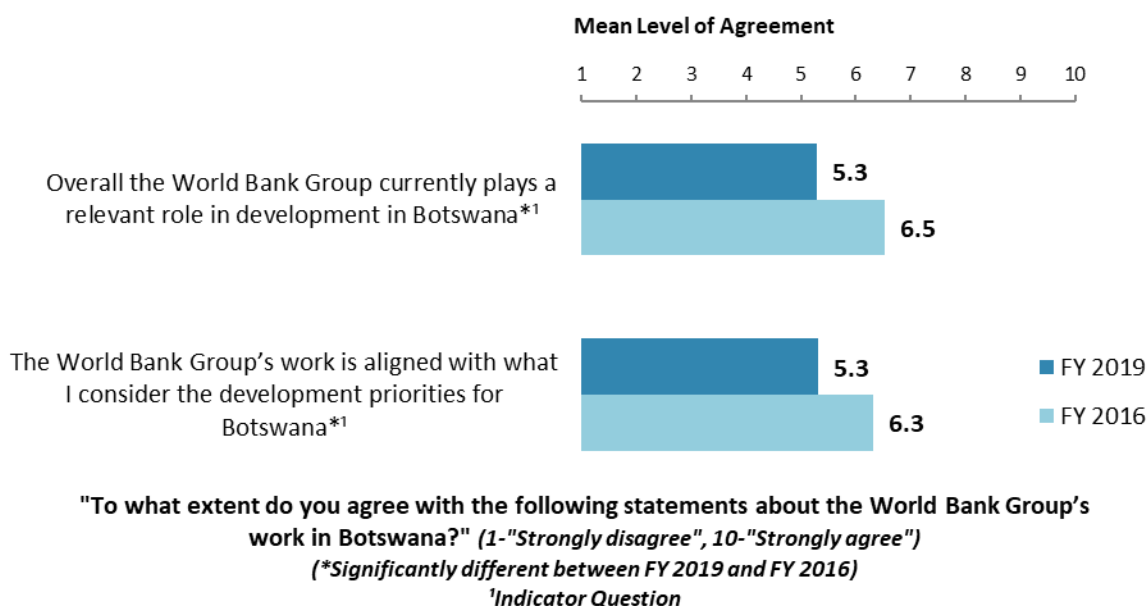 Mean Level of Agreement
1 2 3 4 5 6 7 8 9 10
Overall the World Bank Group currently plays a
relevant role in development in Botswana*¹
5.3
6.5
The World Bank Group’s work is aligned with what
I consider the development priorities for
Botswana*¹
5.3
6.3
FY 2019
FY 2016
"To what extent do you agree with the following statements about the World Bank Group’s
work in Botswana?" (1-"Strongly disagree", 10-"Strongly agree")
(*Significantly different between FY 2019 and FY 2016)
¹Indicator Question